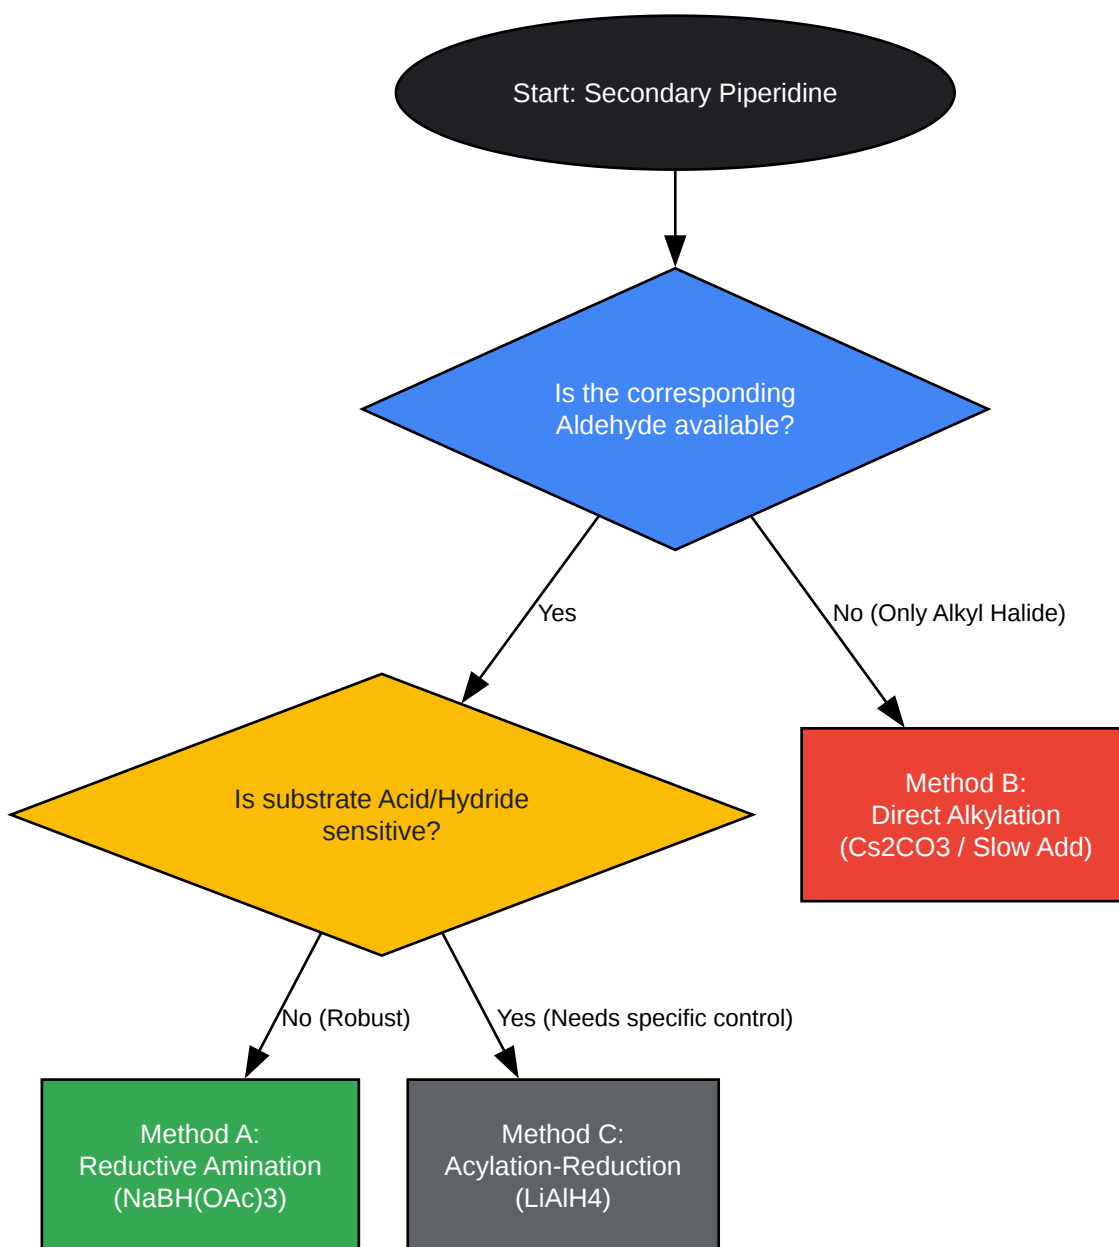 Start: Secondary Piperidine
Is the corresponding
Aldehyde available?
Yes
No (Only Alkyl Halide)
Is substrate Acid/Hydride
sensitive?
Method B:
Direct Alkylation
(Cs2CO3 / Slow Add)
No (Robust)
Yes (Needs specific control)
Method A:
Reductive Amination
(NaBH(OAc)3)
Method C:
Acylation-Reduction
(LiAlH4)